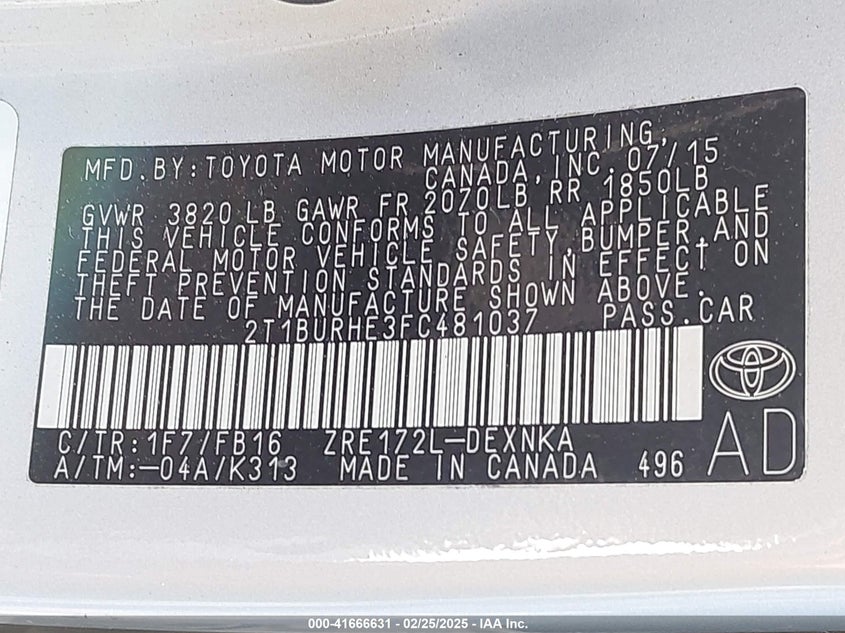 MFD.BY:TOYOTA MOTOR MANUFACTURING,
CANADA, INC. 07/15
GVWR 3820 LB GAWR FR 2070LB RR 1850LB
THIS VEHICLE CONFORMS TO ALL APPLICABLE
FEDERAL MOTOR VEHICLE SAFETY, BUMPER, AND
THEFT PREVENTION STANDARDS IN EFFECT ON
THE DATE OF MANUFACTURE SHOWN ABOVE.
2T1BURHE3FC481037 PASS.CAR
C/TR:1F7/FB16 ZRE172L-DEXNKA
A/TM:-04A/K313 MADE IN CANADA 496
AD
000-41666631 - 02/25/2025 - IAA Inc.